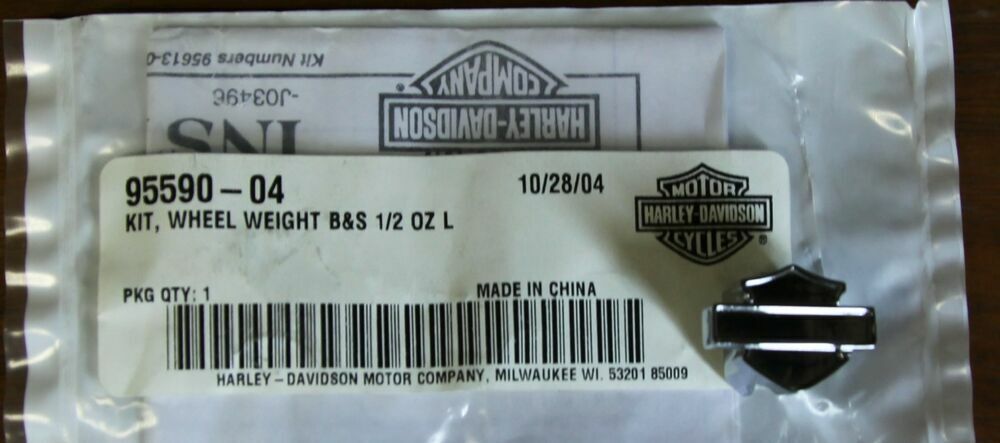 Kit Numbers 95613-0
-J03496
INS
HARLEY-DAVIDSON
COMPANY
95590-04
10/28/04
KIT, WHEEL WEIGHT B&S 1/2 OZ L
MOTOR
HARLEY-DAVIDSON
CYCLES
®
PKG QTY: 1
MADE IN CHINA
HARLEY-DAVIDSON MOTOR COMPANY, MILWAUKEE WI. 53201 85009